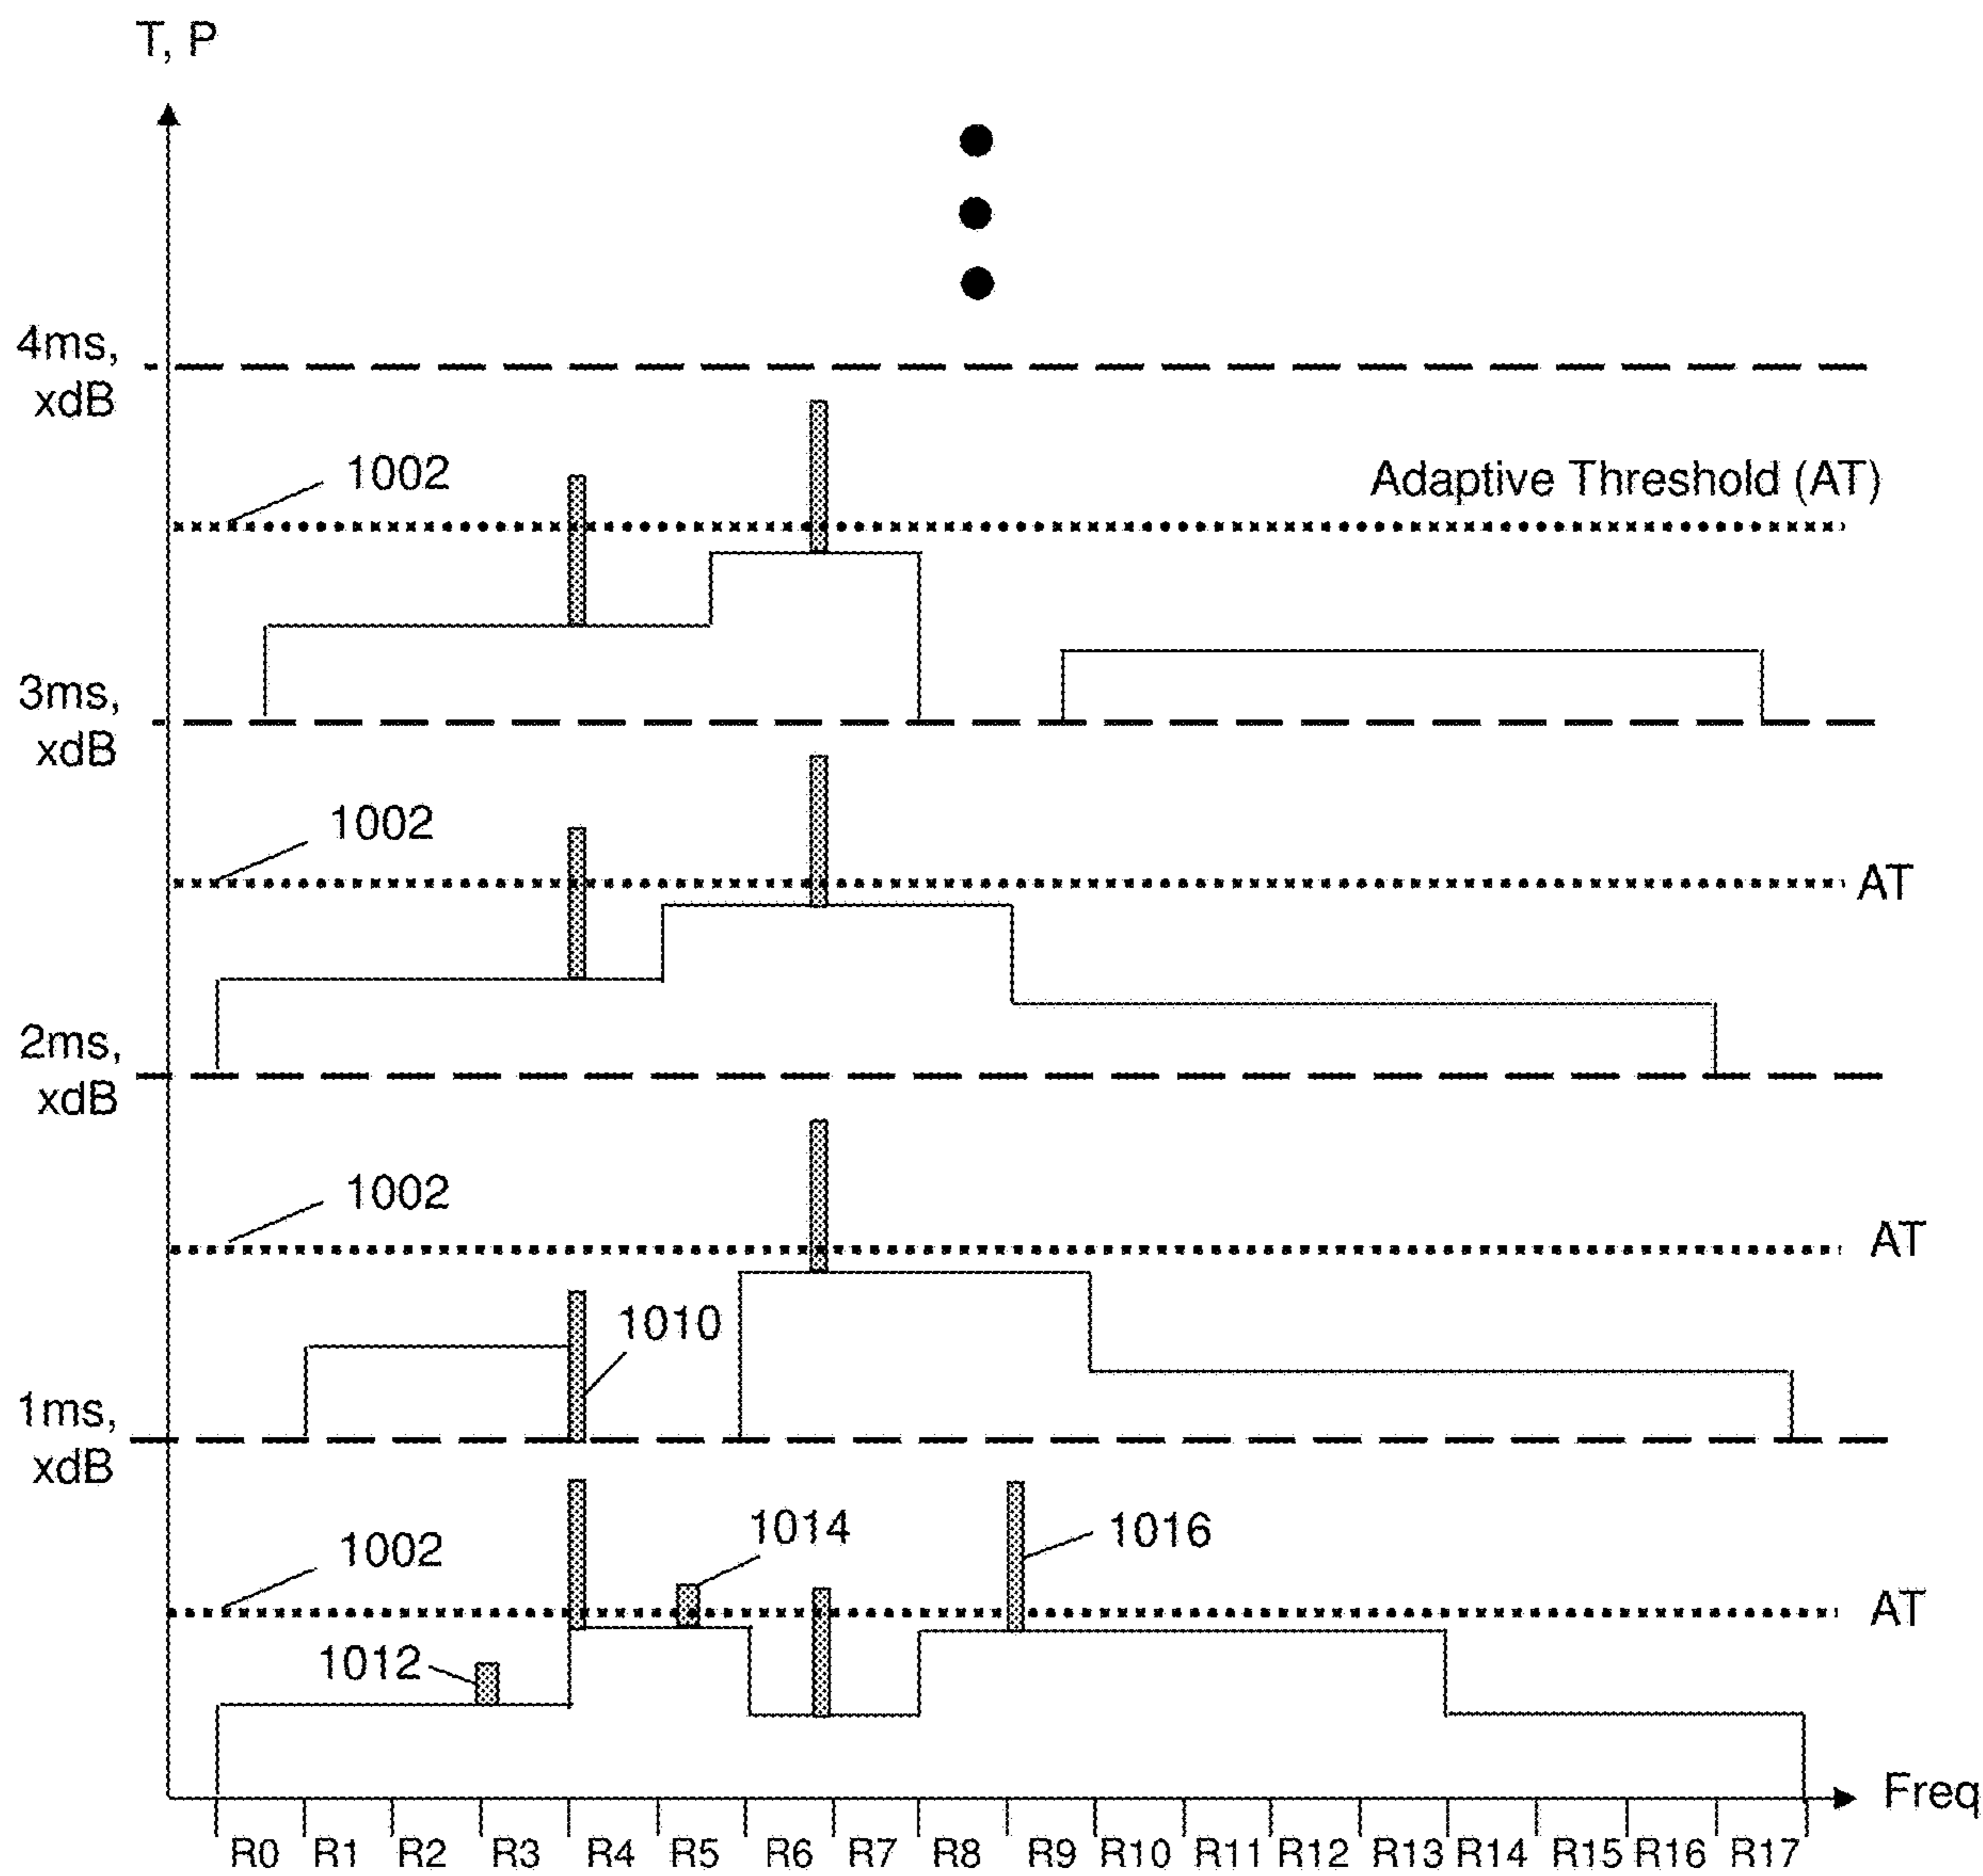 T, P
4ms,
xdB
1002
Adaptive Threshold (AT)
3ms,
xdB
1002
AT
2ms,
xdB
1002
AT
1010
1ms,
xdB
1014
1016
1002
AT
1012
Freq
R0 R1 R2 R3 R4 R5 R6 R7 R8 R9 R10 R11 R12 R13 R14 R15 R16 R17